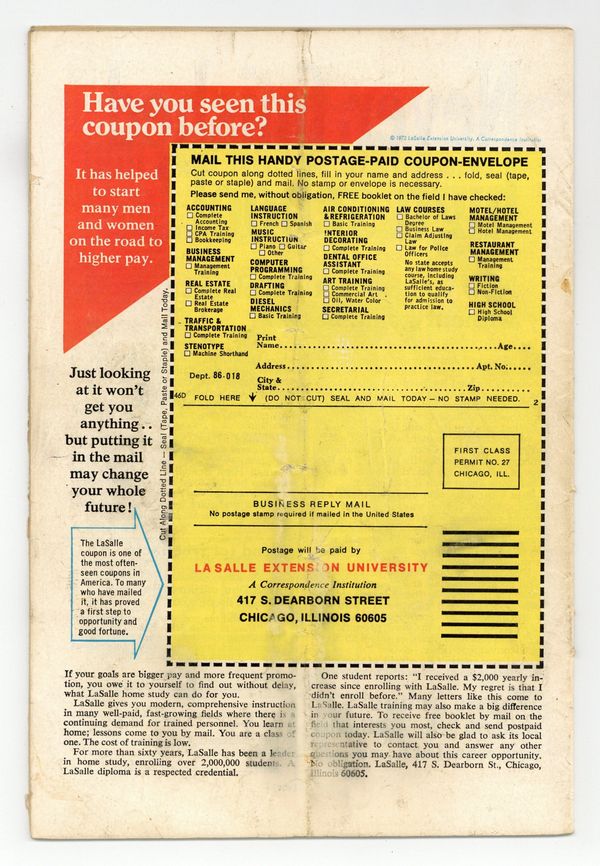 Have you seen this
coupon before?
© 1973 LaSalle Extension University, A Correspondence Institution
It has helped
to start
many men
and women
on the road to
higher pay.
Just looking
at it won't
get you
anything..
but putting it
in the mail
may change
your whole
future!
The LaSalle
coupon is one of
the most often-
seen coupons in
America. To many
who have mailed
it, it has proved
a first step to
opportunity and
good fortune.
Cut Along Dotted Line — Seal (Tape, Paste or Staple) and Mail Today.
MAIL THIS HANDY POSTAGE-PAID COUPON-ENVELOPE
Cut coupon along dotted lines, fill in your name and address . . . fold, seal (tape,
paste or staple) and mail. No stamp or envelope is necessary.
Please send me, without obligation, FREE booklet on the field I have checked:
ACCOUNTING
Complete
Accounting
Income Tax
CPA Training
Bookkeeping
BUSINESS
MANAGEMENT
Management
Training
REAL ESTATE
Complete Real
Estate
Real Estate
Brokerage
TRAFFIC &
TRANSPORTATION
Complete Training
STENOTYPE
Machine Shorthand
LANGUAGE
INSTRUCTION
French Spanish
MUSIC
INSTRUCTION
Piano Guitar
Other
COMPUTER
PROGRAMMING
Complete Training
DRAFTING
Complete Training
DIESEL
MECHANICS
Basic Training
AIR CONDITIONING
& REFRIGERATION
Basic Training
INTERIOR
DECORATING
Complete Training
DENTAL OFFICE
ASSISTANT
Complete Training
ART TRAINING
Complete Training
Commercial Art
Oil, Water Color
SECRETARIAL
Complete Training
LAW COURSES
Bachelor of Laws
Degree
Business Law
Claim Adjusting
Law
Law for Police
Officers
No state accepts
any law home study
course, including
LaSalle's, as
sufficient educa-
tion to qualify
for admission to
practice law.
MOTEL/HOTEL
MANAGEMENT
Motel Management
Hotel Management
RESTAURANT
MANAGEMENT
Management
Training
WRITING
Fiction
Non-Fiction
HIGH SCHOOL
High School
Diploma
Print
Name Age
Address Apt. No.
Dept. 86-018
City &
State Zip
46D FOLD HERE (DO NOT CUT) SEAL AND MAIL TODAY — NO STAMP NEEDED. 2
FIRST CLASS
PERMIT NO. 27
CHICAGO, ILL.
BUSINESS REPLY MAIL
No postage stamp required if mailed in the United States
Postage will be paid by
LA SALLE EXTENSION UNIVERSITY
A Correspondence Institution
417 S. DEARBORN STREET
CHICAGO, ILLINOIS 60605
If your goals are bigger pay and more frequent promo-
tion, you owe it to yourself to find out without delay,
what LaSalle home study can do for you.
LaSalle gives you modern, comprehensive instruction
in many well-paid, fast-growing fields where there is a
continuing demand for trained personnel. You learn at
home; lessons come to you by mail. You are a class of
one. The cost of training is low.
For more than sixty years, LaSalle has been a leader
in home study, enrolling over 2,000,000 students. A
LaSalle diploma is a respected credential.
One student reports: "I received a $2,000 yearly in-
crease since enrolling with LaSalle. My regret is that I
didn't enroll before." Many letters like this come to
LaSalle. LaSalle training may also make a big difference
in your future. To receive free booklet by mail on the
field that interests you most, check and send postpaid
coupon today. LaSalle will also be glad to ask its local
representative to contact you and answer any other
questions you may have about this career opportunity.
No obligation. LaSalle, 417 S. Dearborn St., Chicago,
Illinois 60605.